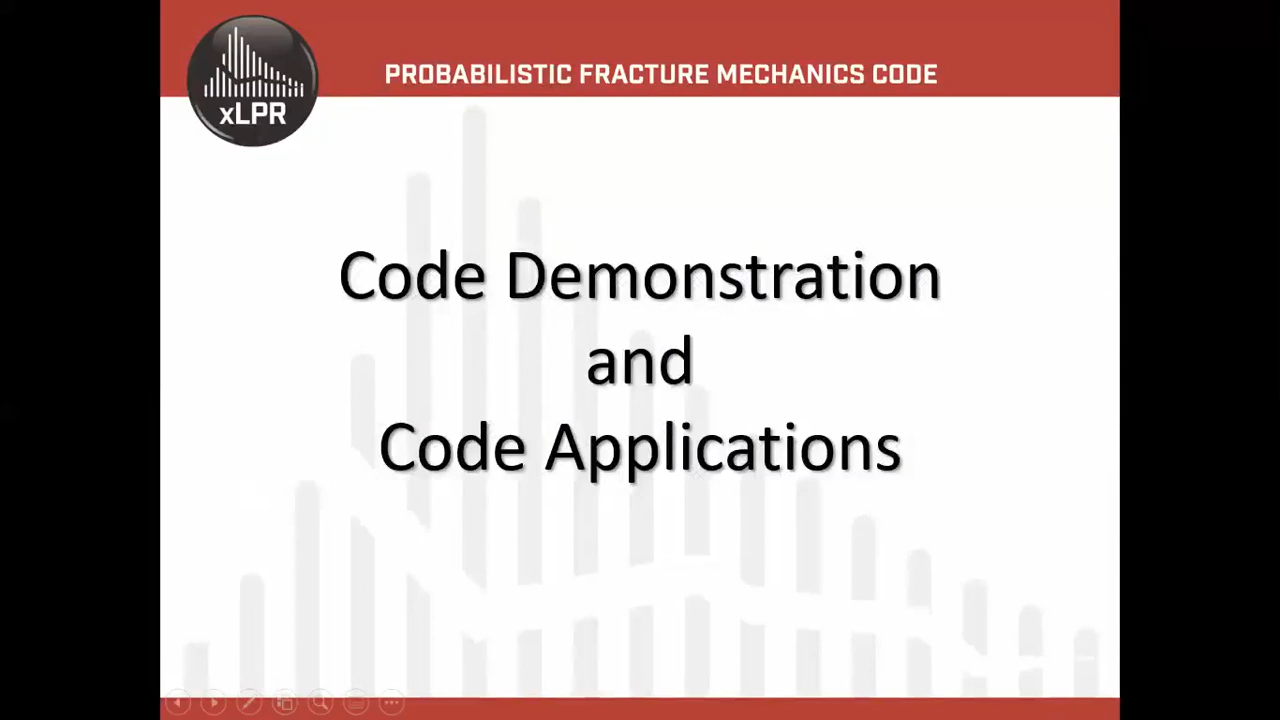 PROBABILISTIC FRACTURE MECHANICS CODE
xLPR
Code Demonstration
and
Code Applications